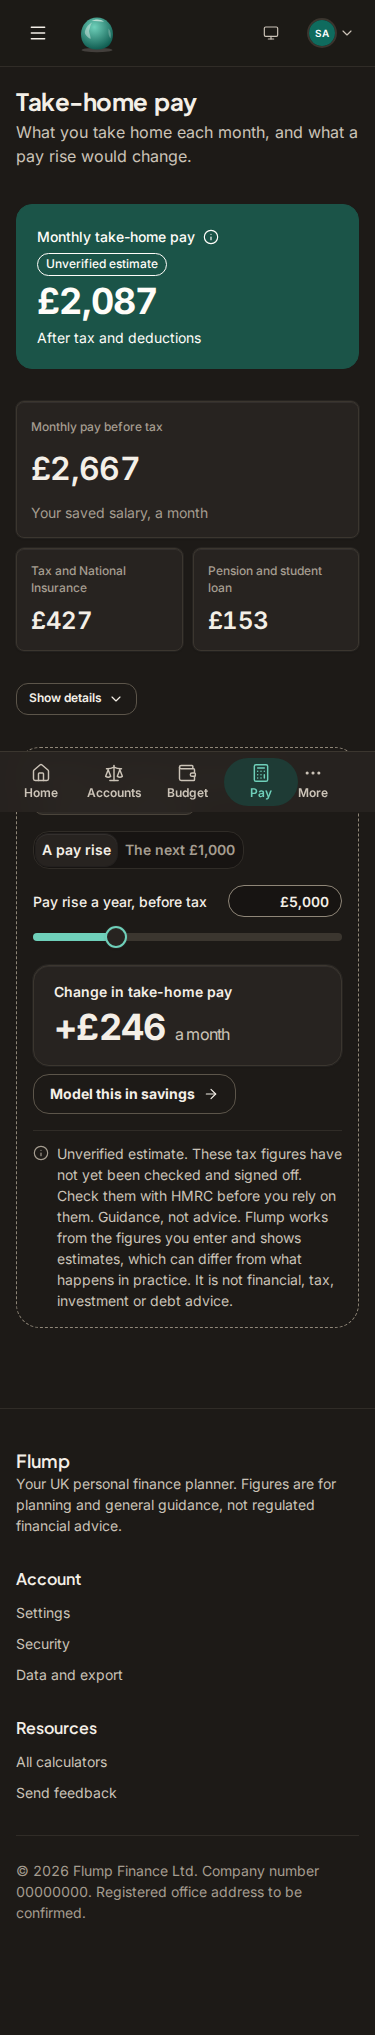 SA
Take-home pay
What you take home each month, and what a
pay rise would change.
Monthly take-home pay
Unverified estimate
£2,087
After tax and deductions
Monthly pay before tax
£2,667
Your saved salary, a month
Tax and National
Insurance
£427
Pension and student
loan
£153
Show details
Home
Accounts
Budget
Pay
More
A pay rise
The next £1,000
Pay rise a year, before tax
£5,000
Change in take-home pay
+£246 a month
Model this in savings
Unverified estimate. These tax figures have
not yet been checked and signed off.
Check them with HMRC before you rely on
them. Guidance, not advice. Flump works
from the figures you enter and shows
estimates, which can differ from what
happens in practice. It is not financial, tax,
investment or debt advice.
Flump
Your UK personal finance planner. Figures are for
planning and general guidance, not regulated
financial advice.
Account
Settings
Security
Data and export
Resources
All calculators
Send feedback
© 2026 Flump Finance Ltd. Company number
00000000. Registered office address to be
confirmed.